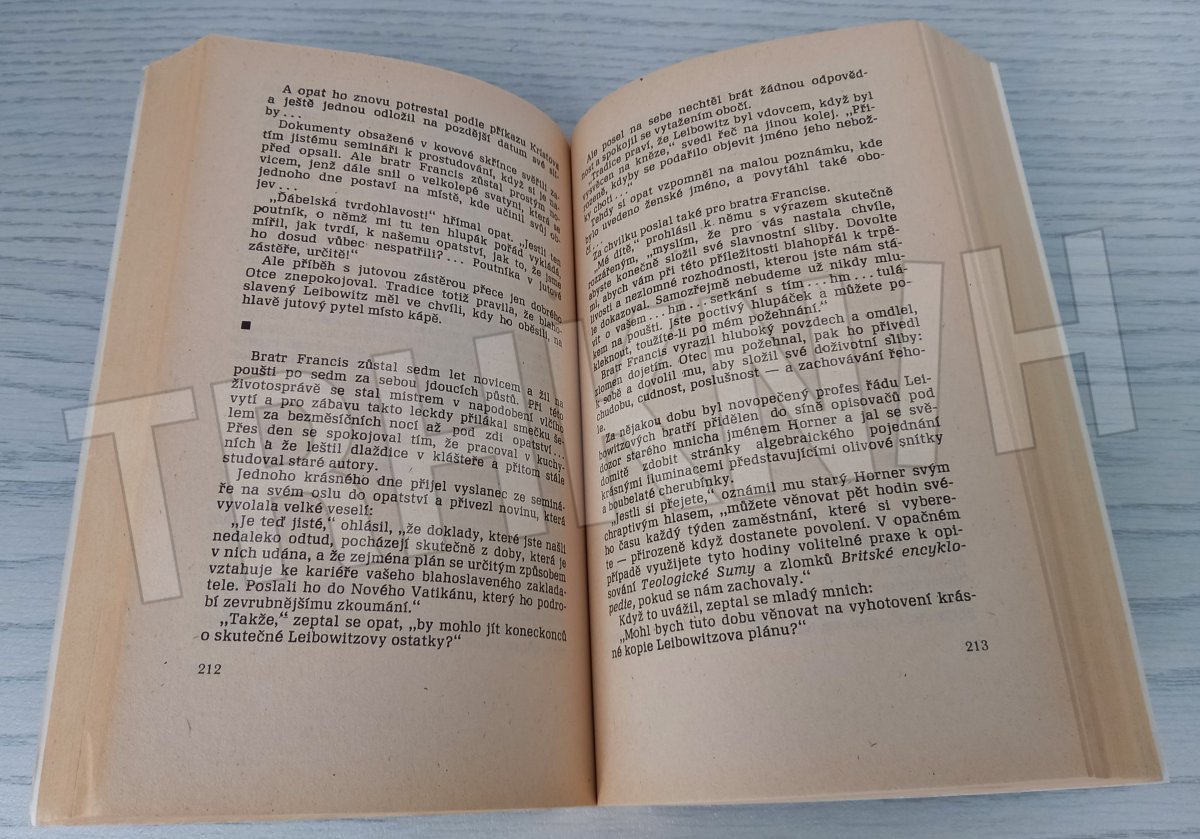 A opat ho znovu potrestal podle příkazu Kristova
a ještě jednou odložil na pozdější datum své sli-
by...
Dokumenty obsažené v kovové skříňce svěřili za-
tím jistému semináři k prostudování, když si je na-
před opsali. Ale bratr Francis zůstal prostým no-
vicem, jenž dále snil o velkolepé svatyni, která se
jednoho dne postaví na místě, kde učinil svůj ob-
jev...
„Ďábelská tvrdohlavost!“ hřímal opat. „Jestli ten
poutník, o němž mi tu ten hlupák pořád vykládá,
mířil, jak tvrdí, k našemu opatství, jak to, že jsme
ho dosud vůbec nespatřili?... Poutníka v jutové
zástěře, určitě!“
Ale příběh s jutovou zástěrou přece jen dobrého
Otce znepokojoval. Tradice totiž pravila, že blaho-
slavený Leibowitz měl ve chvíli, kdy ho oběsili, na
hlavě jutový pytel místo kápě.
Bratr Francis zůstal sedm let novicem a žil na
poušti po sedm za sebou jdoucích půstů. Při této
životosprávě se stal mistrem v napodobení vlčího
vytí a pro zábavu takto leckdy přilákal smečku še-
lem za bezměsíčních nocí až pod zdi opatství...
Přes den se spokojoval tím, že pracoval v kuchy-
ních a že leštil dlaždice v klášteře a přitom stále
studoval staré autory.
Jednoho krásného dne přijel vyslanec ze seminá-
ře na svém oslu do opatství a přivezl novinu, která
vyvolala velké veselí:
„Je teď jisté,“ ohlásil, „že doklady, které jste našli
nedaleko odtud, pocházejí skutečně z doby, která je
v nich udána, a že zejména plán se určitým způsobem
vztahuje ke kariéře vašeho blahoslaveného zaklada-
tele. Poslali ho do Nového Vatikánu, který ho podro-
bí zevrubnějšímu zkoumání.“
„Takže,“ zeptal se opat, „by mohlo jít koneckonců
o skutečné Leibowitzovy ostatky?“
212
Ale posel na sebe nechtěl brát žádnou odpověd-
nost a spokojil se vytažením obočí.
„Tradice praví, že Leibowitz byl vdovcem, když byl
vysvěcen na kněze,“ svedl řeč na jinou kolej. „Při-
rozeně, kdyby se podařilo objevit jméno jeho nebož-
ky choti...“
Tehdy si opat vzpomněl na malou poznámku, kde
bylo uvedeno ženské jméno, a povytáhl také obo-
čí...
Za chvilku poslal také pro bratra Francise.
„Mé dítě,“ prohlásil k němu s výrazem skutečně
rozzářeným, „myslím, že pro vás nastala chvíle,
abyste konečně složil své slavnostní sliby. Dovolte
mi, abych vám při této příležitosti blahopřál k trpě-
livosti a nezlomné rozhodnosti, kterou jste nám stá-
le dokazoval. Samozřejmě nebudeme už nikdy mlu-
vit o vašem... hm... setkání s tím... hm... tulá-
kem na poušti. Jste poctivý hlupáček a můžete po-
kleknout, toužíte-li po mém požehnání.“
Bratr Francis vyrazil hluboký povzdech a omdlel,
zlomen dojetím. Otec mu požehnal, pak ho přivedl
k sobě a dovolil mu, aby složil své doživotní sliby:
chudobu, cudnost, poslušnost — a zachovávání řeho-
le.
Za nějakou dobu byl novopečený profes řádu Lei-
bowitzových bratří přidělen do síně opisovačů pod
dozor starého mnicha jménem Horner a jal se svě-
domitě zdobit stránky algebraického pojednání
krásnými iluminacemi představujícími olivové snítky
a boubelaté cherubínky.
„Jestli si přejete,“ oznámil mu starý Horner svým
chraptivým hlasem, „můžete věnovat pět hodin své-
ho času každý týden zaměstnání, které si vybere-
te — přirozeně když dostanete povolení. V opačném
případě využijete tyto hodiny volitelné praxe k opi-
sování Teologické Sumy a zlomků Britské encyklo-
pedie, pokud se nám zachovaly.“
Když to uvážil, zeptal se mladý mnich:
„Mohl bych tuto dobu věnovat na vyhotovení krás-
né kopie Leibowitzova plánu?“
213